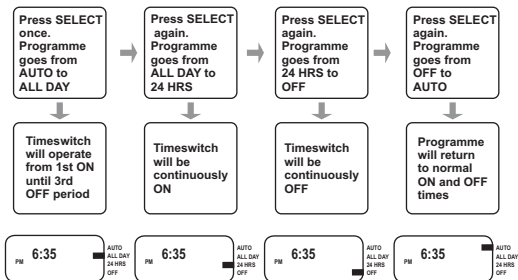 Press SELECT
once.
Programme
goes from
AUTO to
ALL DAY
Press SELECT
again.
Programme
goes from
ALL DAY to
24 HRS
Press SELECT
again.
Programme
goes from
24 HRS to
OFF
Press SELECT
again.
Programme
goes from
OFF to
AUTO
Timeswitch
will operate
from 1st ON
until 3rd
OFF period
Timeswitch
will be
continuously
ON
Timeswitch
will be
continuously
OFF
Programme
will return
to normal
ON and OFF
times
PM 6:35
AUTO
ALL DAY
24 HRS
OFF
PM 6:35
AUTO
ALL DAY
24 HRS
OFF
PM 6:35
AUTO
ALL DAY
24 HRS
OFF
PM 6:35
AUTO
ALL DAY
24 HRS
OFF